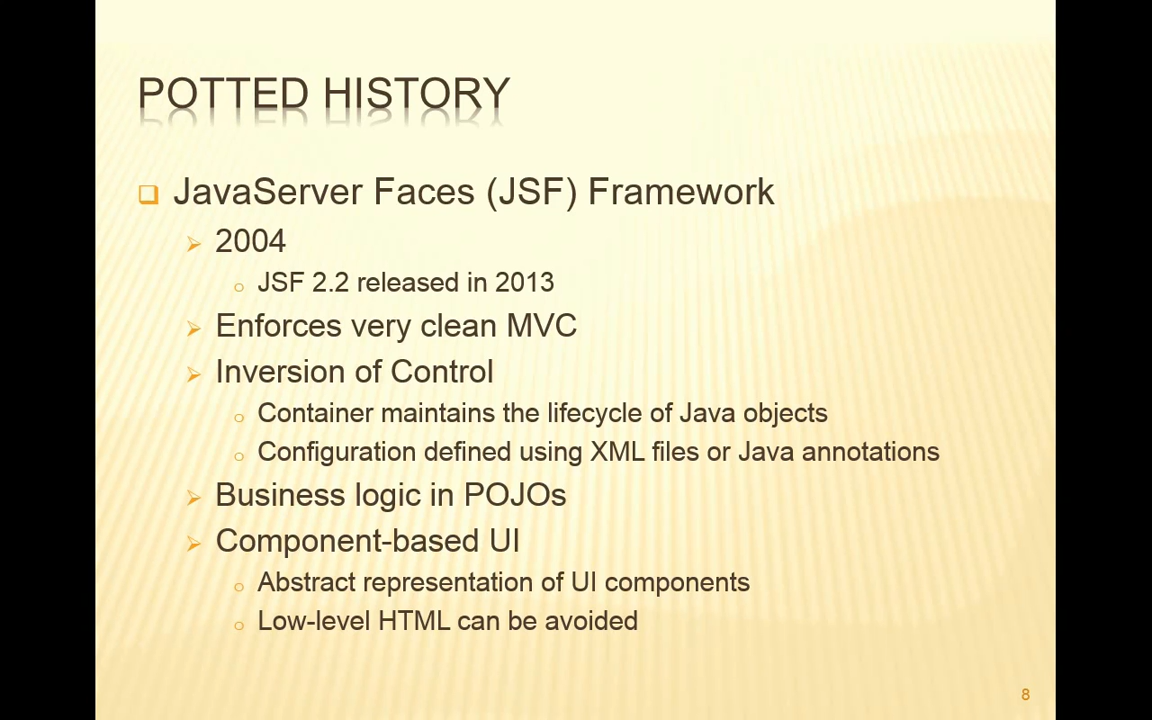 POTTED HISTORY
JavaServer Faces (JSF) Framework
2004
JSF 2.2 released in 2013
Enforces very clean MVC
Inversion of Control
Container maintains the lifecycle of Java objects
Configuration defined using XML files or Java annotations
Business logic in POJOs
Component-based UI
Abstract representation of UI components
Low-level HTML can be avoided
8